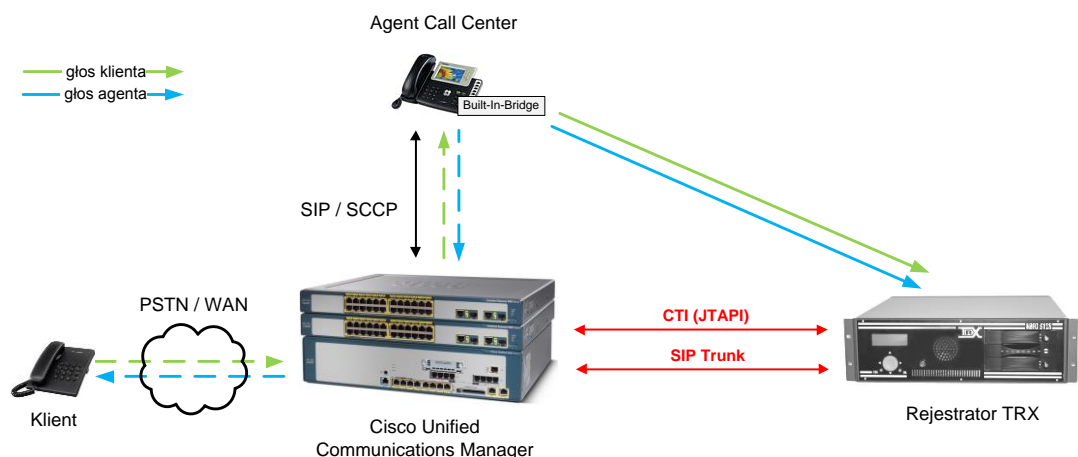 Agent Call Center
głos klienta
głos agenta
Built-In-Bridge
SIP / SCCP
PSTN / WAN
CTI (JTAPI)
SIP Trunk
TRX
Klient
Cisco Unified
Communications Manager
Rejestrator TRX